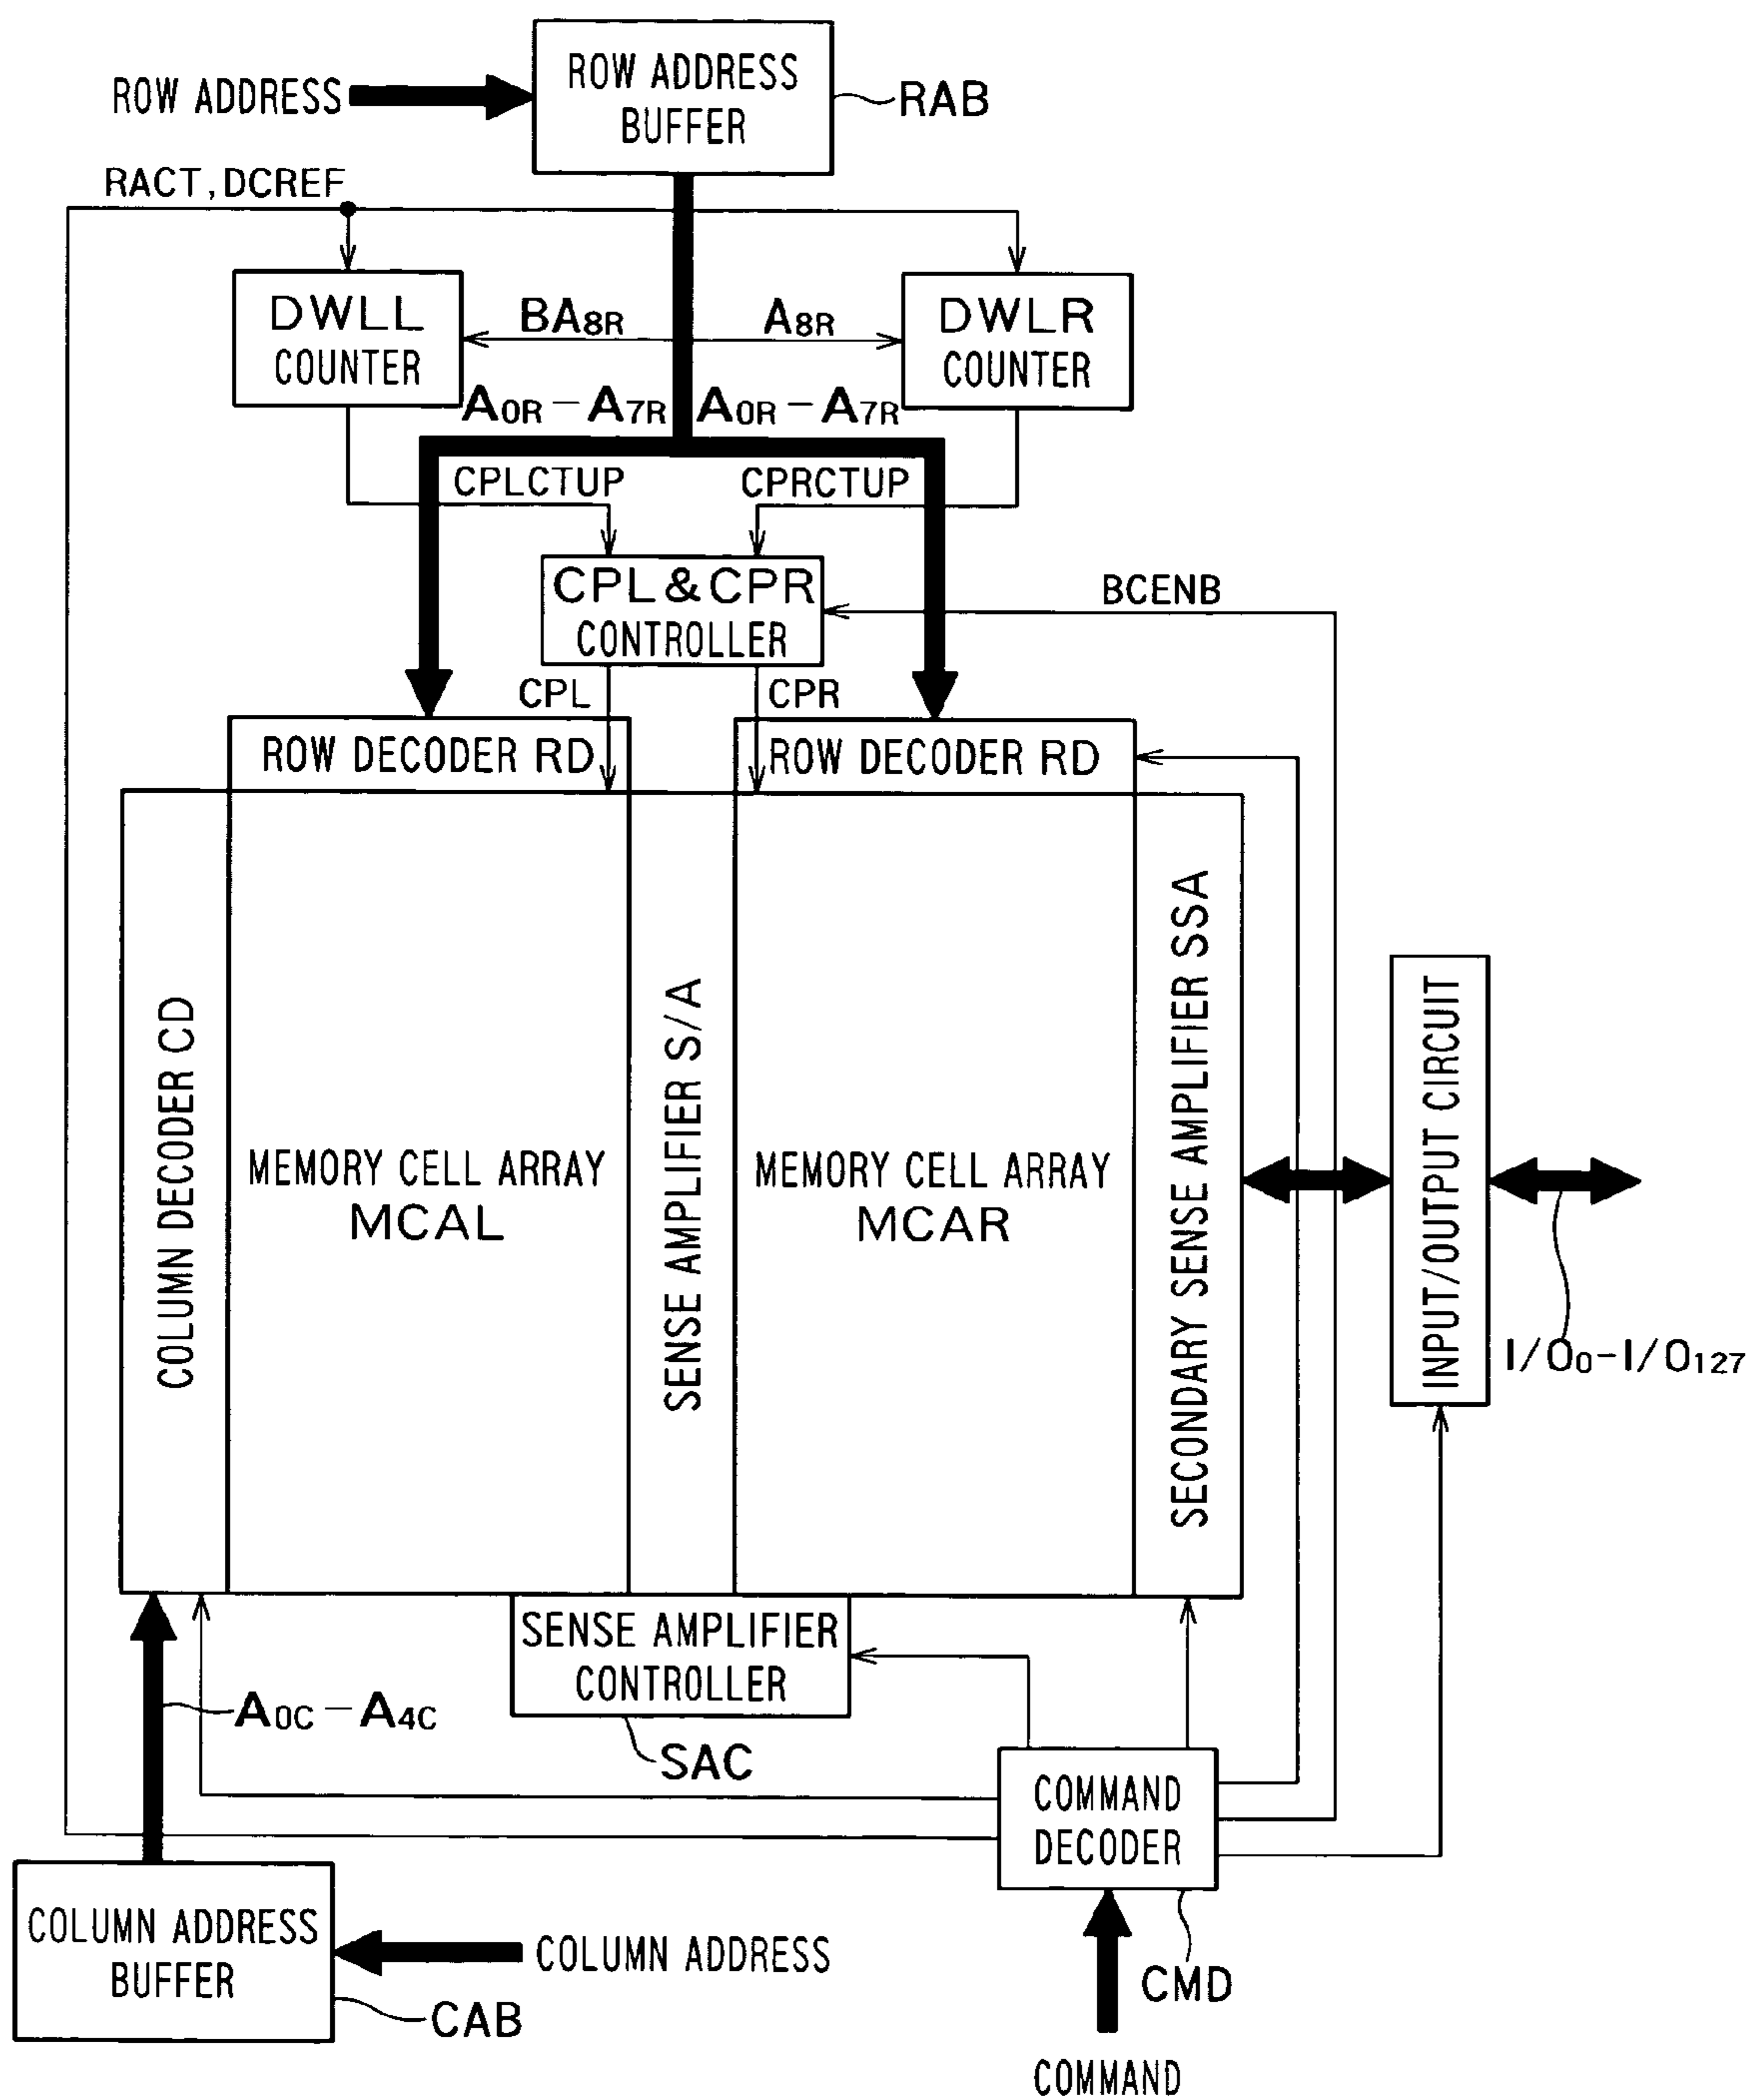 ROW ADDRESS
ROW ADDRESS
BUFFER
RAB
RACT, DCREF
DWLL
COUNTER
BA8R
A8R
DWLR
COUNTER
A0R-A7R
A0R-A7R
CPLCTUP
CPRCTUP
CPL&CPR
CONTROLLER
BCENB
CPL
CPR
ROW DECODER RD
ROW DECODER RD
COLUMN DECODER CD
MEMORY CELL ARRAY
MCAL
SENSE AMPLIFIER S/A
MEMORY CELL ARRAY
MCAR
SECONDARY SENSE AMPLIFIER SSA
INPUT/OUTPUT CIRCUIT
I/O0-I/O127
SENSE AMPLIFIER
CONTROLLER
A0C-A4C
SAC
COMMAND
DECODER
COLUMN ADDRESS
BUFFER
COLUMN ADDRESS
CMD
CAB
COMMAND